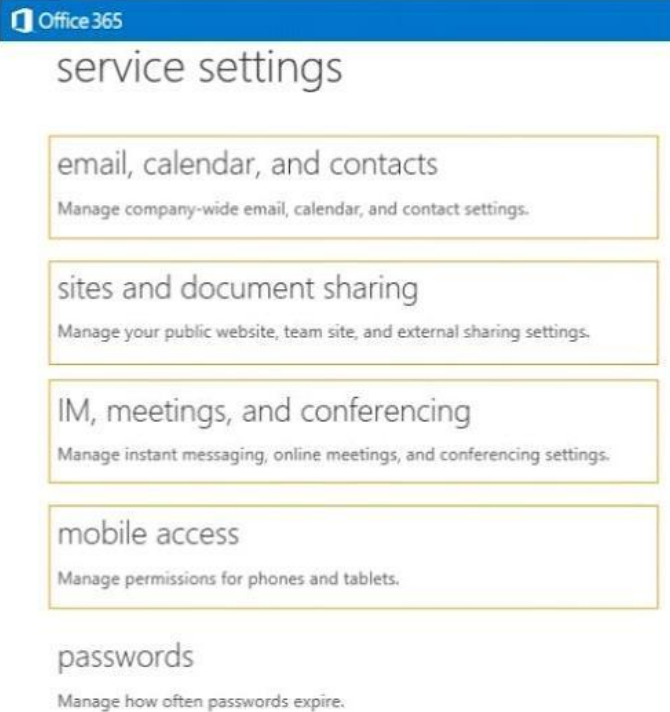 Office 365
service settings
email, calendar, and contacts
Manage company-wide email, calendar, and contact settings.
sites and document sharing
Manage your public website, team site, and external sharing settings.
IM, meetings, and conferencing
Manage instant messaging, online meetings, and conferencing settings.
mobile access
Manage permissions for phones and tablets.
passwords
Manage how often passwords expire.